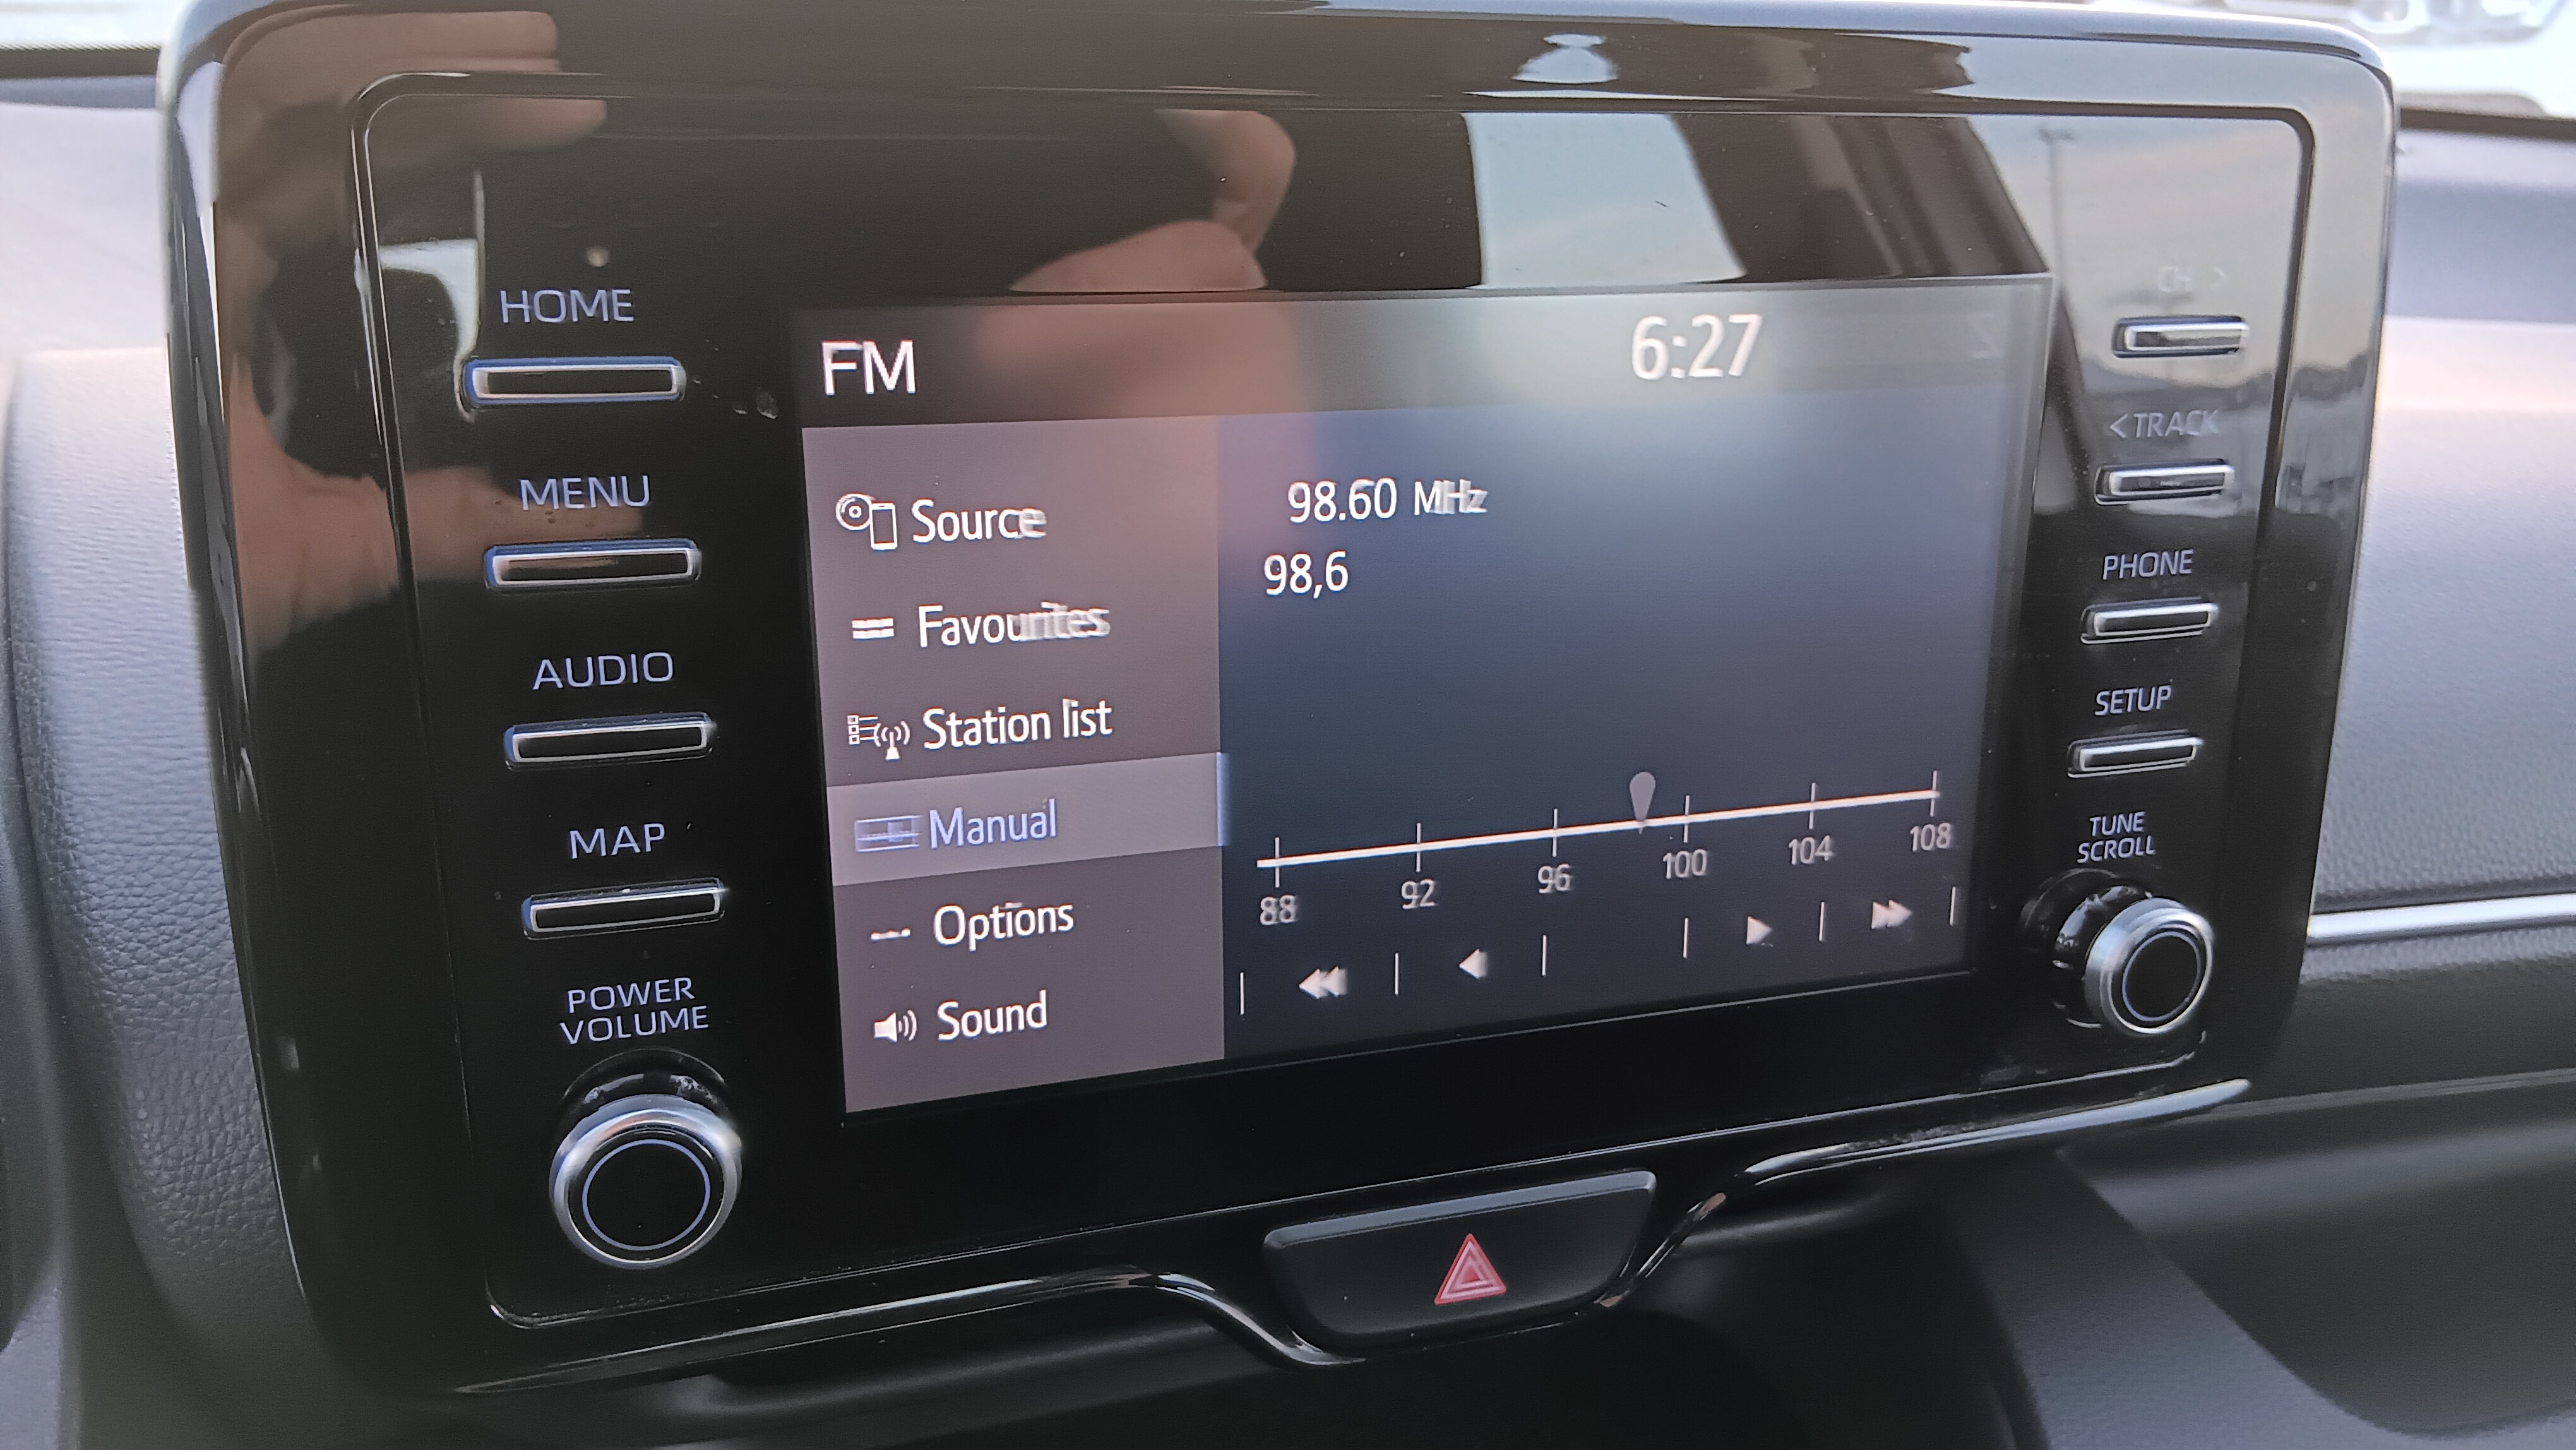 HOME
MENU
AUDIO
MAP
POWER
VOLUME
FM
6:27
Source
Favourites
Station list
Manual
Options
Sound
98.60 MHz
98,6
88 92 96 100 104 108
CH >
< TRACK
PHONE
SETUP
TUNE
SCROLL